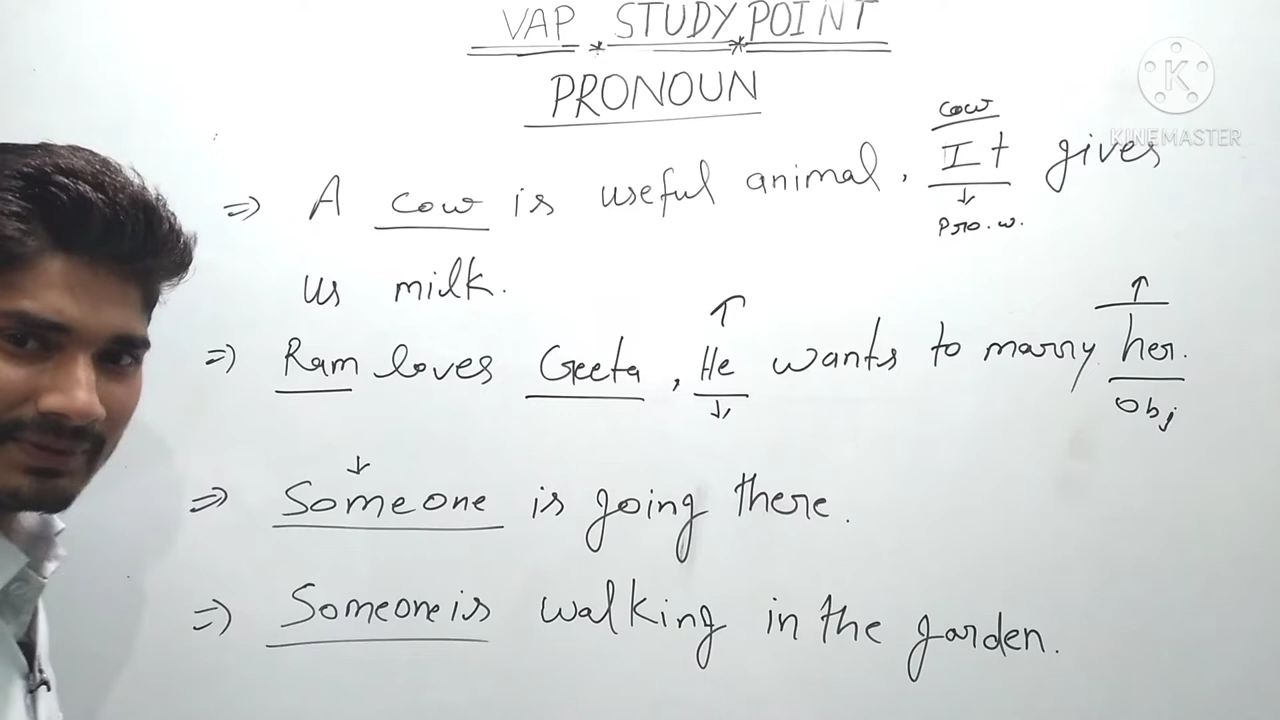 VAP * STUDY * POINT
PRONOUN
cow
⇒ A cow is useful animal. It gives
↓
Pro. w.
us milk.
⇒ Ram loves Geeta, He wants to marry her.
Obj
⇒ Someone is going there.
⇒ Someone is walking in the garden.
K
KINEMASTER